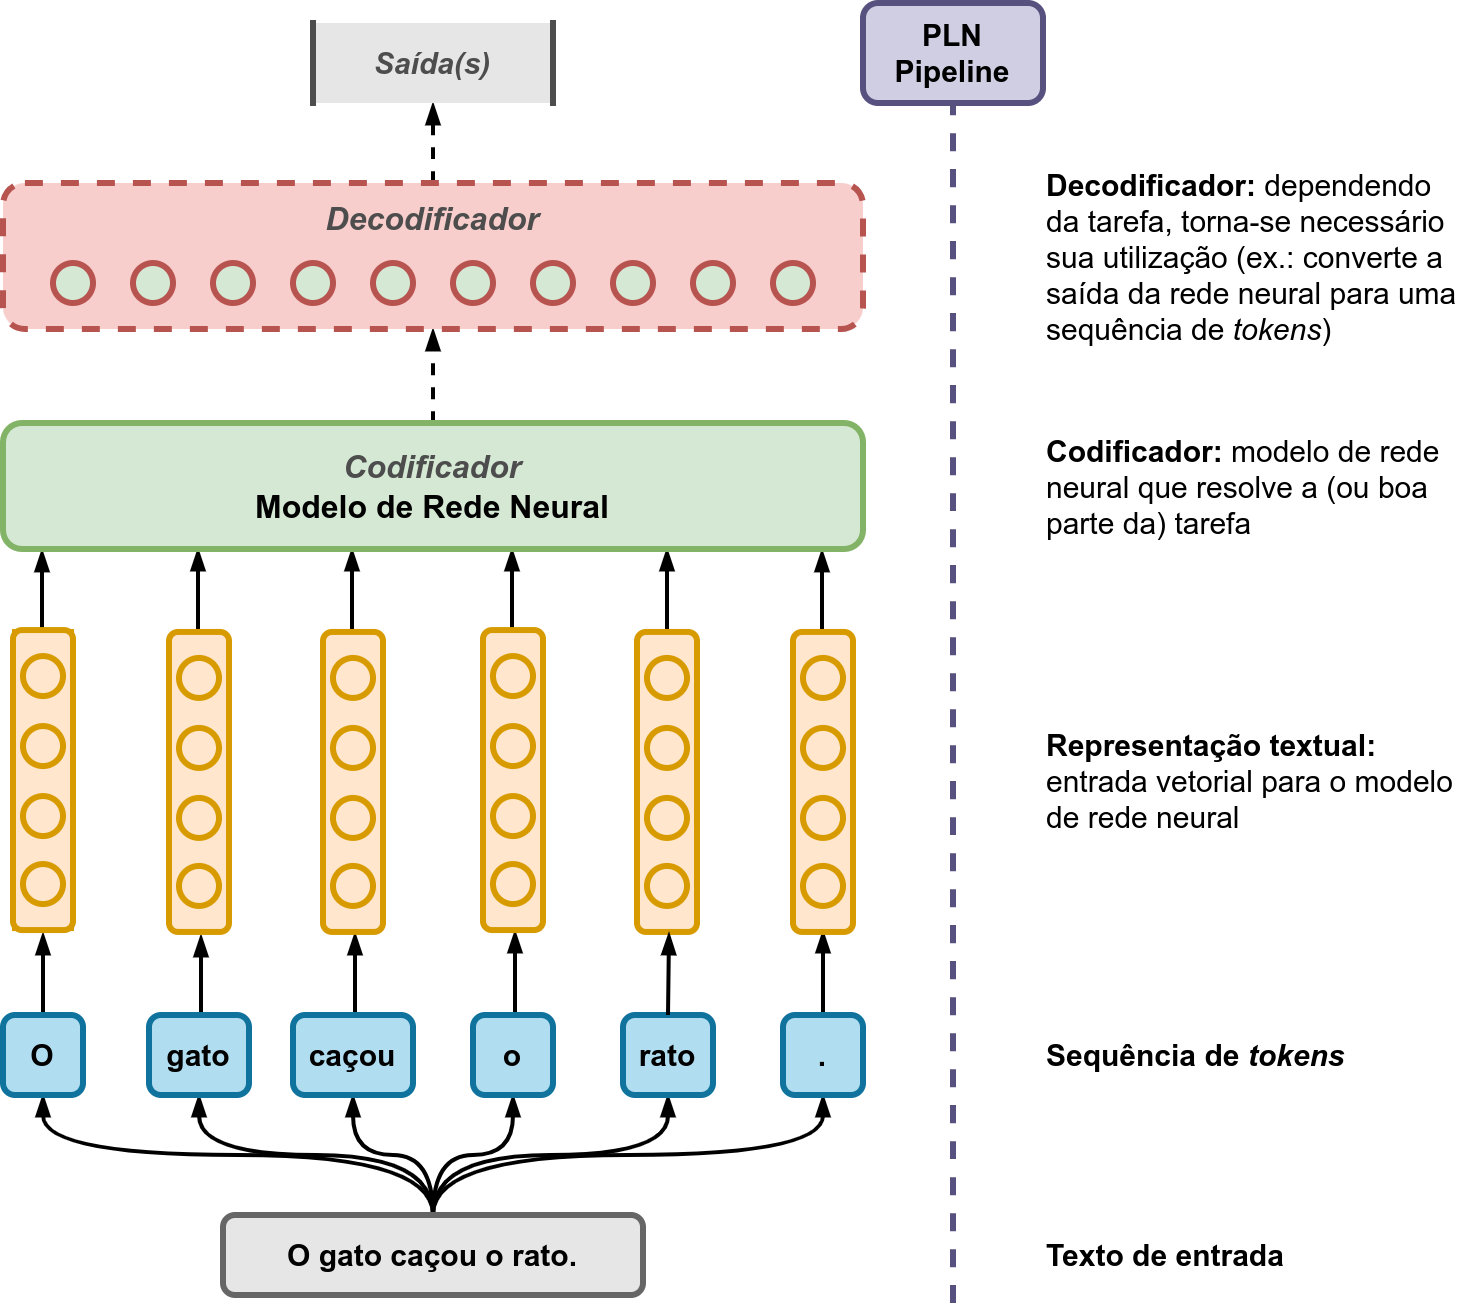 Saída(s)
PLN
Pipeline
Decodificador
Decodificador: dependendo
da tarefa, torna-se necessário
sua utilização (ex.: converte a
saída da rede neural para uma
sequência de tokens)
Codificador
Modelo de Rede Neural
Codificador: modelo de rede
neural que resolve a (ou boa
parte da) tarefa
Representação textual:
entrada vetorial para o modelo
de rede neural
O gato caçou o rato .
Sequência de tokens
O gato caçou o rato.
Texto de entrada